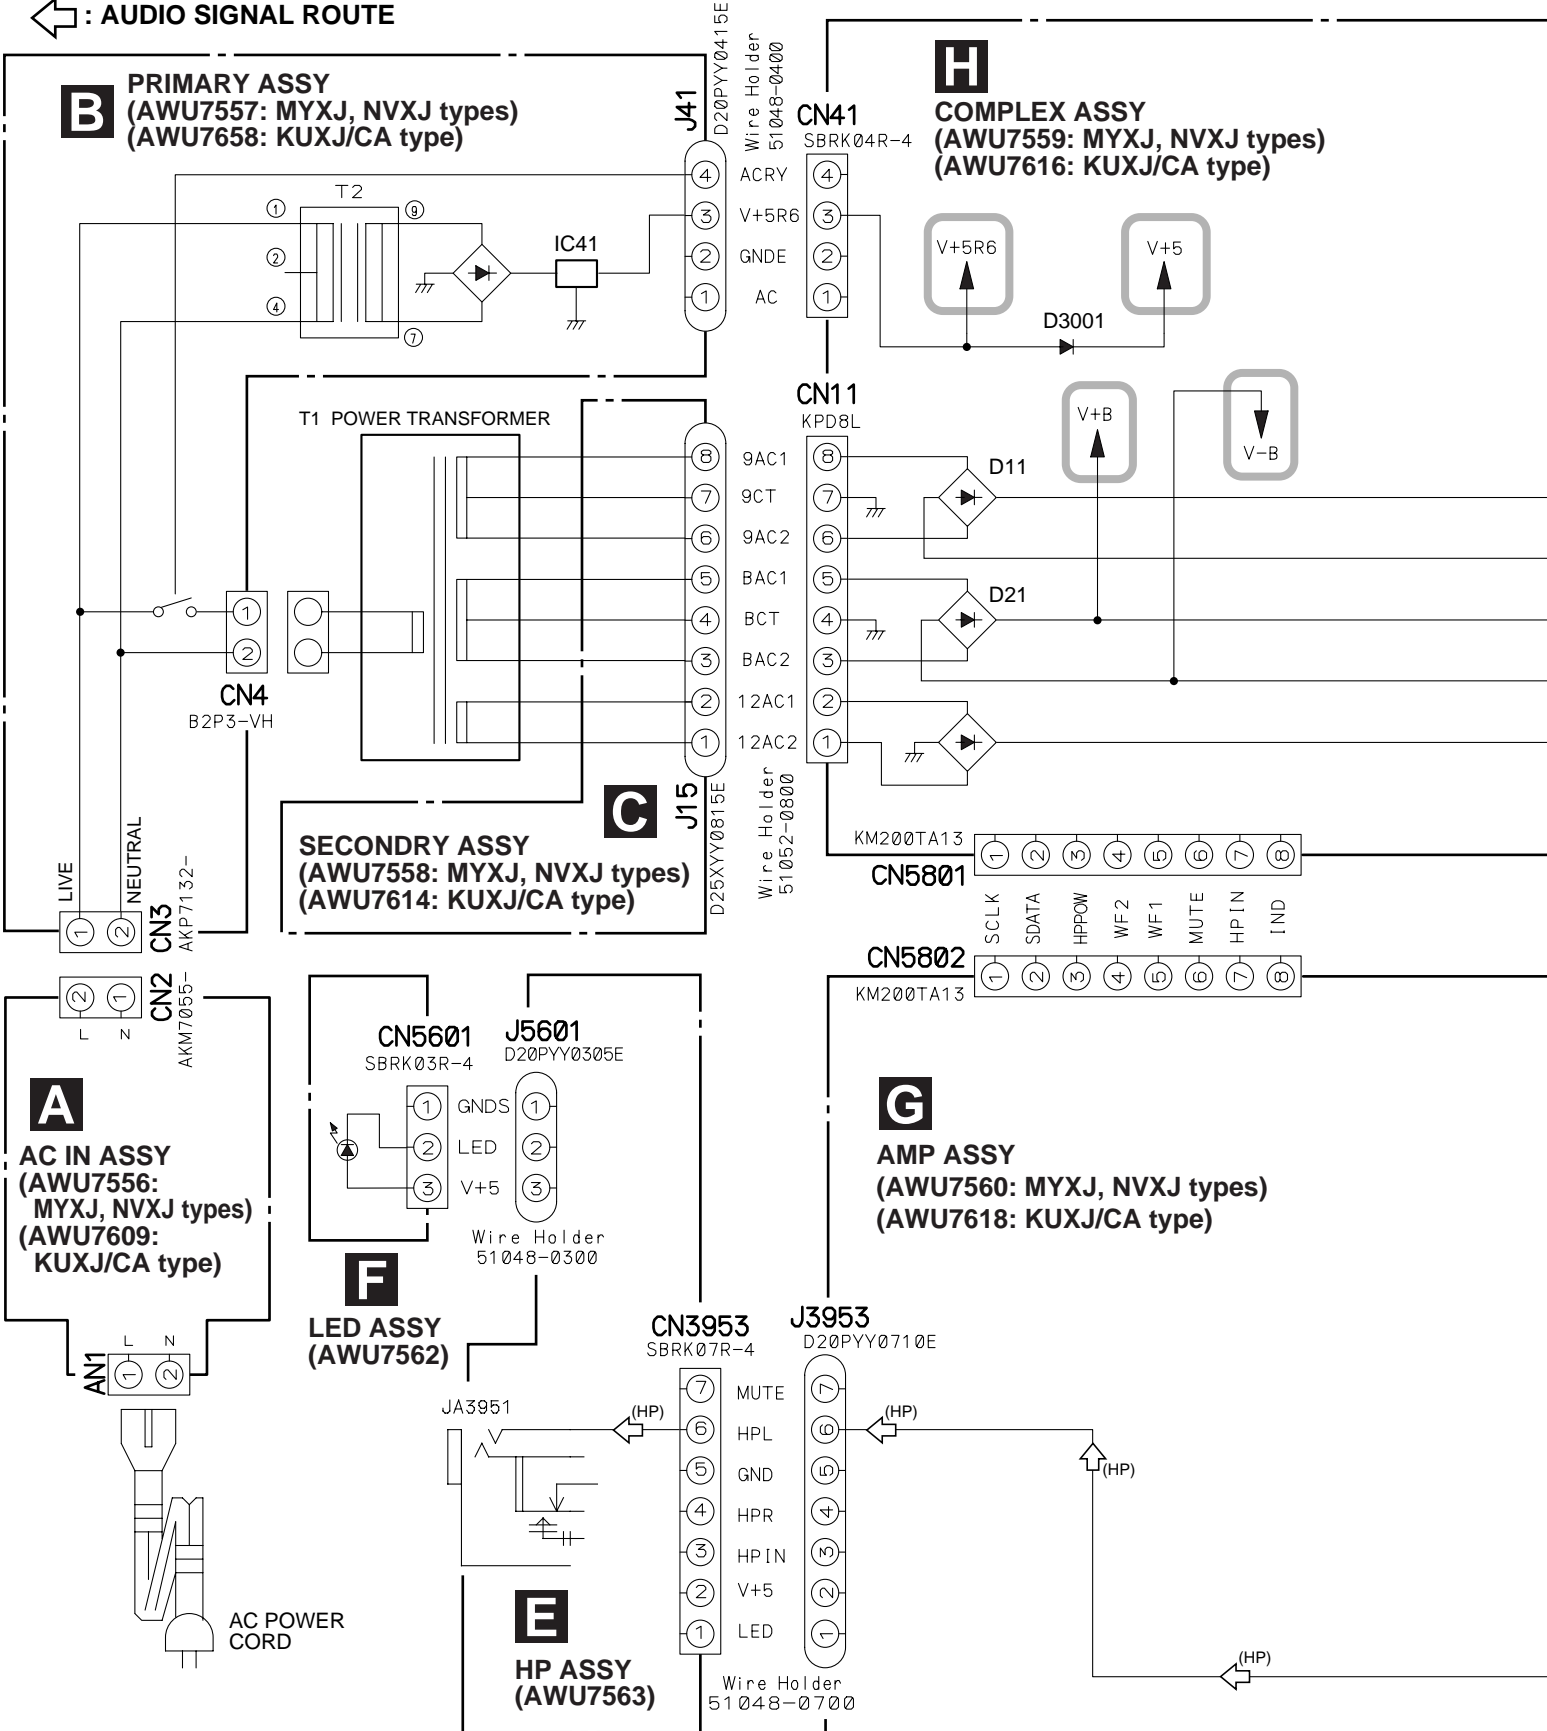 : AUDIO SIGNAL ROUTE
B
PRIMARY ASSY
(AWU7557: MYXJ, NVXJ types)
(AWU7658: KUXJ/CA type)
J41
D20PYY0415E
Wire Holder
51048-0400
CN41
SBRK04R-4
H
COMPLEX ASSY
(AWU7559: MYXJ, NVXJ types)
(AWU7616: KUXJ/CA type)
T2
1
2
4
9
7
IC41
4 ACRY 4
3 V+5R6 3
2 GNDE 2
1 AC 1
V+5R6
V+5
D3001
T1 POWER TRANSFORMER
CN11
KPD8L
V+B
V-B
8 9AC1 8
7 9CT 7
6 9AC2 6
5 BAC1 5
4 BCT 4
3 BAC2 3
2 12AC1 2
1 12AC2 1
D11
D21
1
2
CN4
B2P3-VH
J15
D25XYY0815E
Wire Holder
51052-0800
C
SECONDRY ASSY
(AWU7558: MYXJ, NVXJ types)
(AWU7614: KUXJ/CA type)
LIVE
NEUTRAL
1 2
CN3
AKP7132-
2 1
CN2
AKM7055-
L N
KM200TA13
CN5801
1 2 3 4 5 6 7 8
SCLK
SDATA
HPPOW
WF2
WF1
MUTE
HPIN
IND
CN5802
KM200TA13
1 2 3 4 5 6 7 8
A
AC IN ASSY
(AWU7556:
MYXJ, NVXJ types)
(AWU7609:
KUXJ/CA type)
CN5601
SBRK03R-4
J5601
D20PYY0305E
1 GNDS 1
2 LED 2
3 V+5 3
Wire Holder
51048-0300
F
LED ASSY
(AWU7562)
G
AMP ASSY
(AWU7560: MYXJ, NVXJ types)
(AWU7618: KUXJ/CA type)
L N
AN1
1 2
AC POWER
CORD
CN3953
SBRK07R-4
J3953
D20PYY0710E
JA3951
7 MUTE 7
6 HPL 6
5 GND 5
4 HPR 4
3 HPIN 3
2 V+5 2
1 LED 1
(HP)
(HP)
(HP)
(HP)
E
HP ASSY
(AWU7563)
Wire Holder
51048-0700